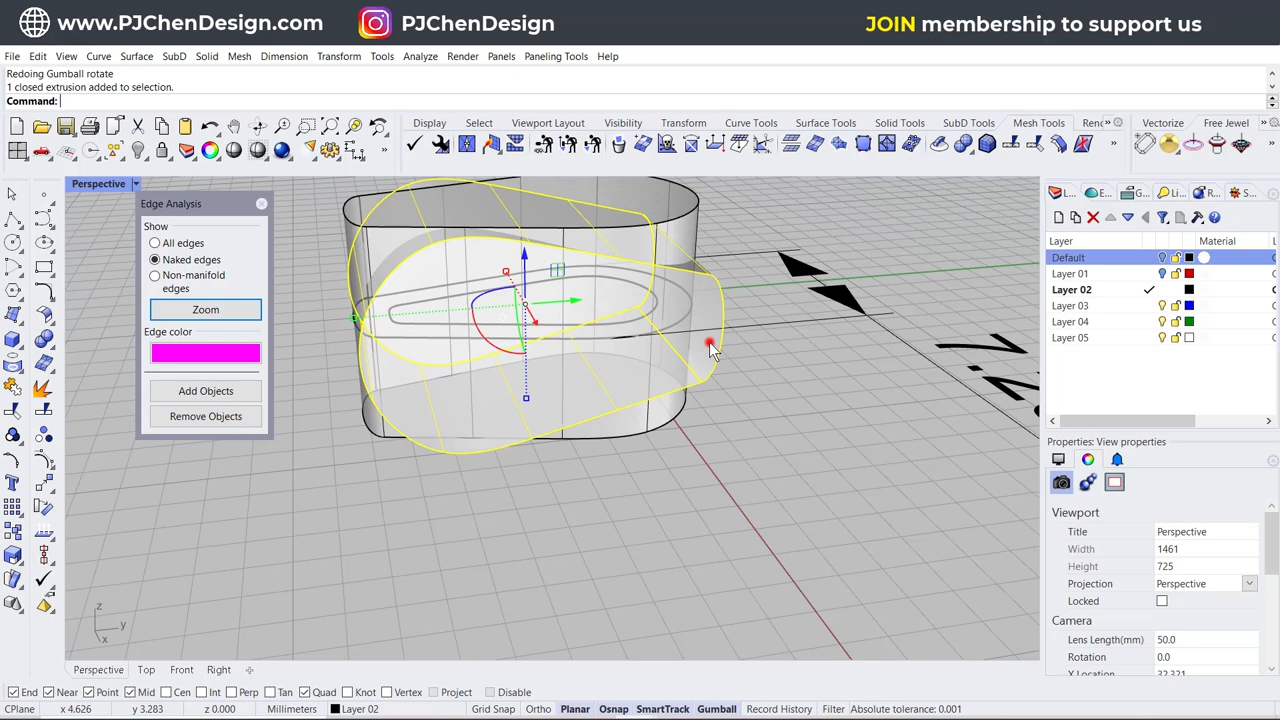 www.PJChenDesign.com PJChenDesign JOIN membership to support us
File Edit View Curve Surface SubD Solid Mesh Dimension Transform Tools Analyze Render Panels Paneling Tools Help
Redoing Gumball rotate
1 closed extrusion added to selection.
Command:
Display Select Viewport Layout Visibility Transform Curve Tools Surface Tools Solid Tools SubD Tools Mesh Tools Vectorize Free Jewel
Perspective
Edge Analysis
Show
All edges
Naked edges
Non-manifold
edges
Zoom
Edge color
Add Objects
Remove Objects
L... E... G... Li... R... S...
Layer Material
Default
Layer 01
Layer 02
Layer 03
Layer 04
Layer 05
Properties: View properties
Viewport
Title Perspective
Width 1461
Height 725
Projection Perspective
Locked
Camera
Lens Length(mm) 50.0
Rotation 0.0
z
y
x
Perspective Top Front Right
End Near Point Mid Cen Int Perp Tan Quad Knot Vertex Project Disable
CPlane x 4.626 y 3.283 z 0.000 Millimeters Layer 02 Grid Snap Ortho Planar Osnap SmartTrack Gumball Record History Filter Absolute tolerance: 0.001